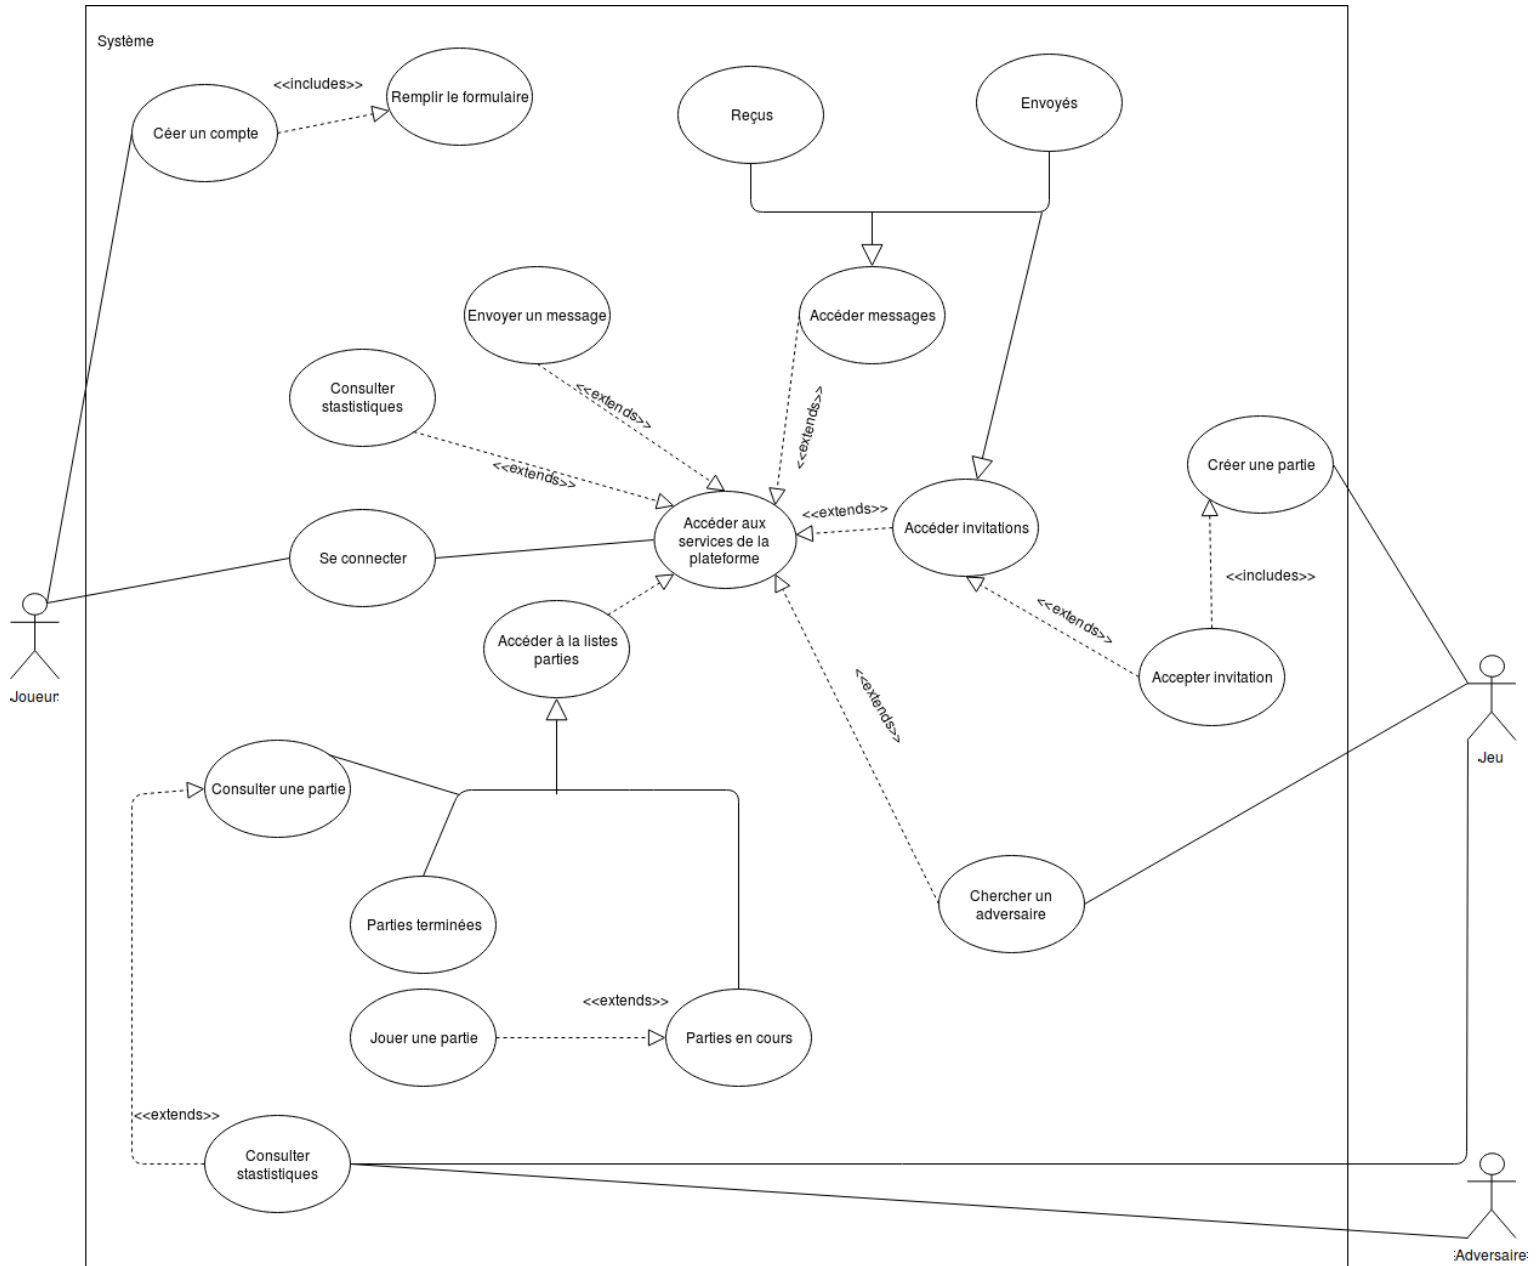 Système
<<includes>>
Remplir le formulaire
Céer un compte
Reçus
Envoyés
Envoyer un message
Accéder messages
Consulter
stastistiques
<<extends>>
<<extends>>
<<extends>>
Créer une partie
Accéder aux
services de la
plateforme
<<extends>>
Accéder invitations
Se connecter
<<includes>>
<<extends>>
Accéder à la listes
parties
Accepter invitation
Joueur
<<extends>>
Jeu
Consulter une partie
Chercher un
adversaire
Parties terminées
<<extends>>
Jouer une partie
Parties en cours
<<extends>>
Consulter
stastistiques
Adversaire